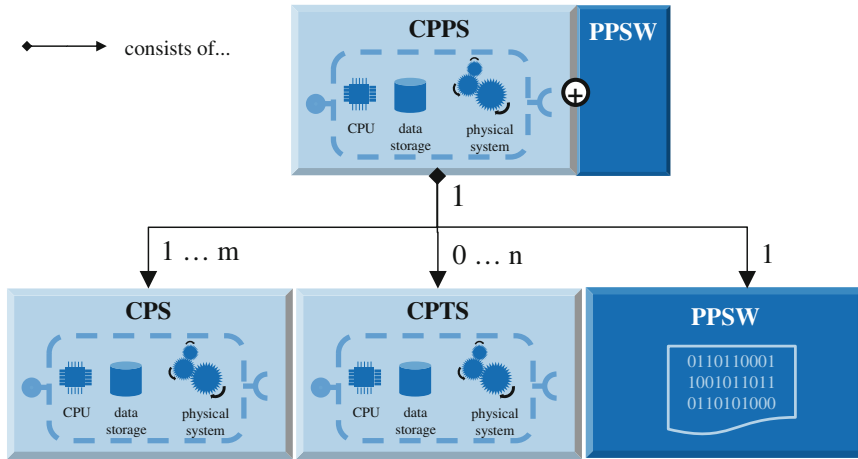 consists of...
CPPS
PPSW
CPU
data
storage
physical
system
+
1
1 … m
0 … n
1
CPS
CPU
data
storage
physical
system
CPTS
CPU
data
storage
physical
system
PPSW
0110110001
1001011011
0110101000